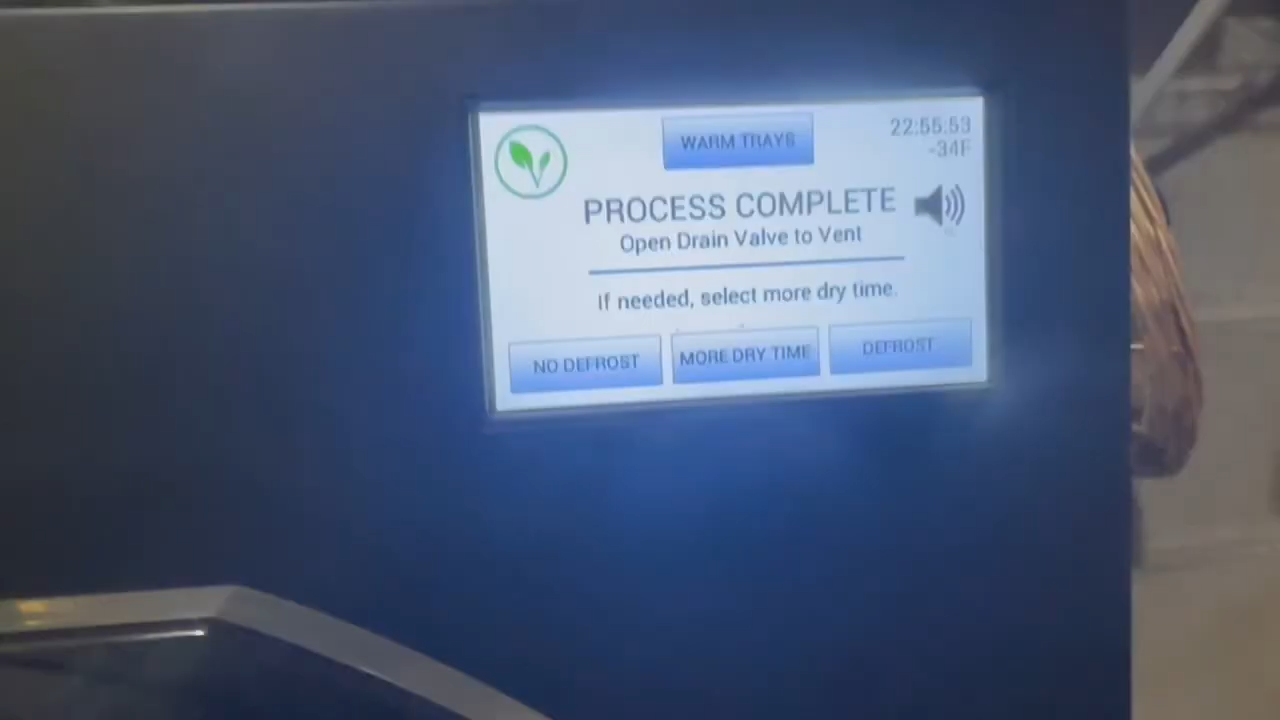 WARM TRAYS
22:55:53
-34F
PROCESS COMPLETE
Open Drain Valve to Vent
If needed, select more dry time.
NO DEFROST
MORE DRY TIME
DEFROST